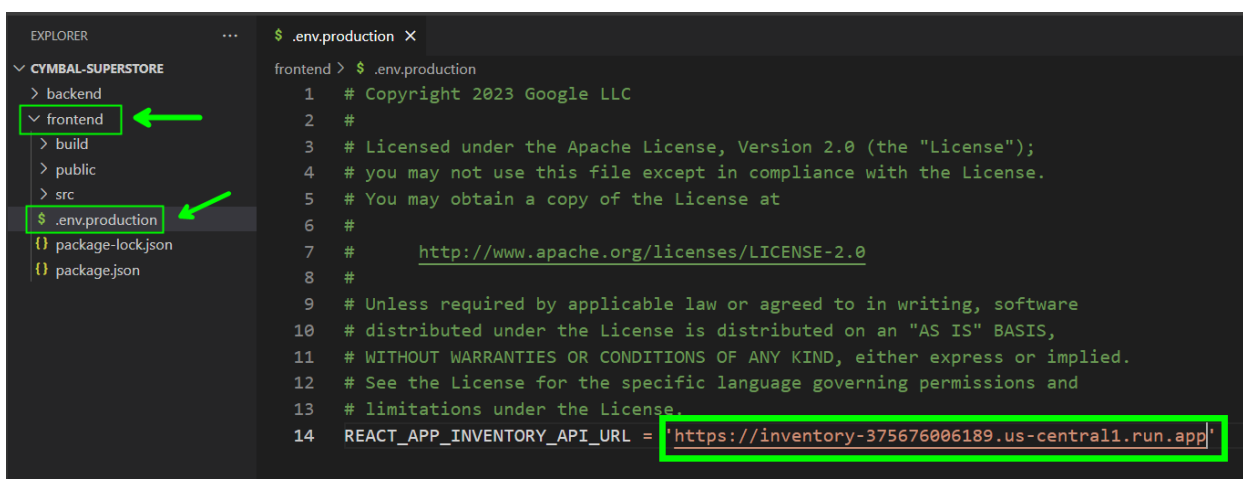 EXPLORER ...
CYMBAL-SUPERSTORE
backend
frontend
build
public
src
$ .env.production
{} package-lock.json
{} package.json
$ .env.production ×
frontend > $ .env.production
1 # Copyright 2023 Google LLC
2 #
3 # Licensed under the Apache License, Version 2.0 (the "License");
4 # you may not use this file except in compliance with the License.
5 # You may obtain a copy of the License at
6 #
7 #      http://www.apache.org/licenses/LICENSE-2.0
8 #
9 # Unless required by applicable law or agreed to in writing, software
10 # distributed under the License is distributed on an "AS IS" BASIS,
11 # WITHOUT WARRANTIES OR CONDITIONS OF ANY KIND, either express or implied.
12 # See the License for the specific language governing permissions and
13 # limitations under the License.
14 REACT_APP_INVENTORY_API_URL = 'https://inventory-375676006189.us-central1.run.app'